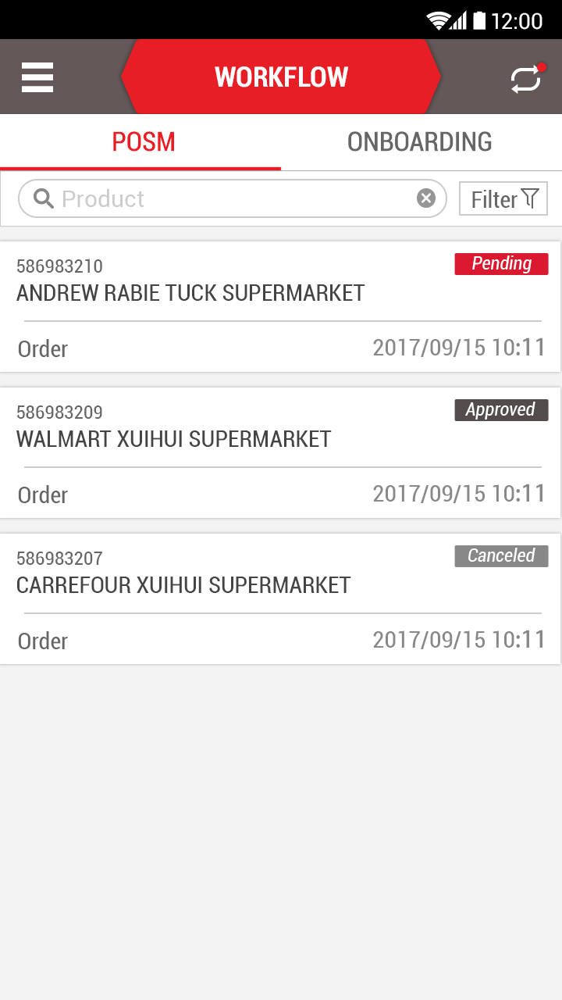 12:00
WORKFLOW
POSM ONBOARDING
Product Filter
586983210 Pending
ANDREW RABIE TUCK SUPERMARKET
Order 2017/09/15 10:11
586983209 Approved
WALMART XUIHUI SUPERMARKET
Order 2017/09/15 10:11
586983207 Canceled
CARREFOUR XUIHUI SUPERMARKET
Order 2017/09/15 10:11